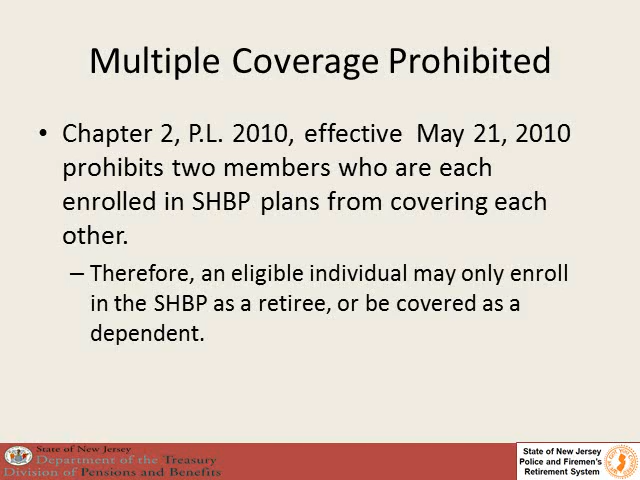 Multiple Coverage Prohibited
• Chapter 2, P.L. 2010, effective May 21, 2010
prohibits two members who are each
enrolled in SHBP plans from covering each
other.
– Therefore, an eligible individual may only enroll
in the SHBP as a retiree, or be covered as a
dependent.
State of New Jersey
Department of the Treasury
Division of Pensions and Benefits
State of New Jersey
Police and Firemen's
Retirement System